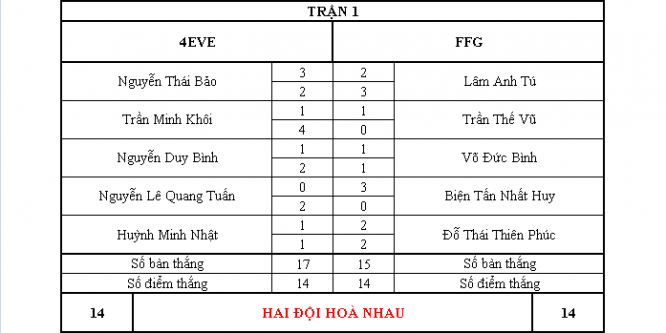 TRẬN 1
4EVE FFG
Nguyễn Thái Bảo 3 2 Lâm Anh Tú
2 3
Trần Minh Khôi 1 1 Trần Thế Vũ
4 0
Nguyễn Duy Bình 1 1 Võ Đức Bình
2 1
Nguyễn Lê Quang Tuấn 0 3 Biện Tấn Nhất Huy
2 0
Huỳnh Minh Nhật 1 2 Đỗ Thái Thiên Phúc
1 2
Số bàn thắng 17 15 Số bàn thắng
Số điểm thắng 14 14 Số điểm thắng
14 HAI ĐỘI HOÀ NHAU 14